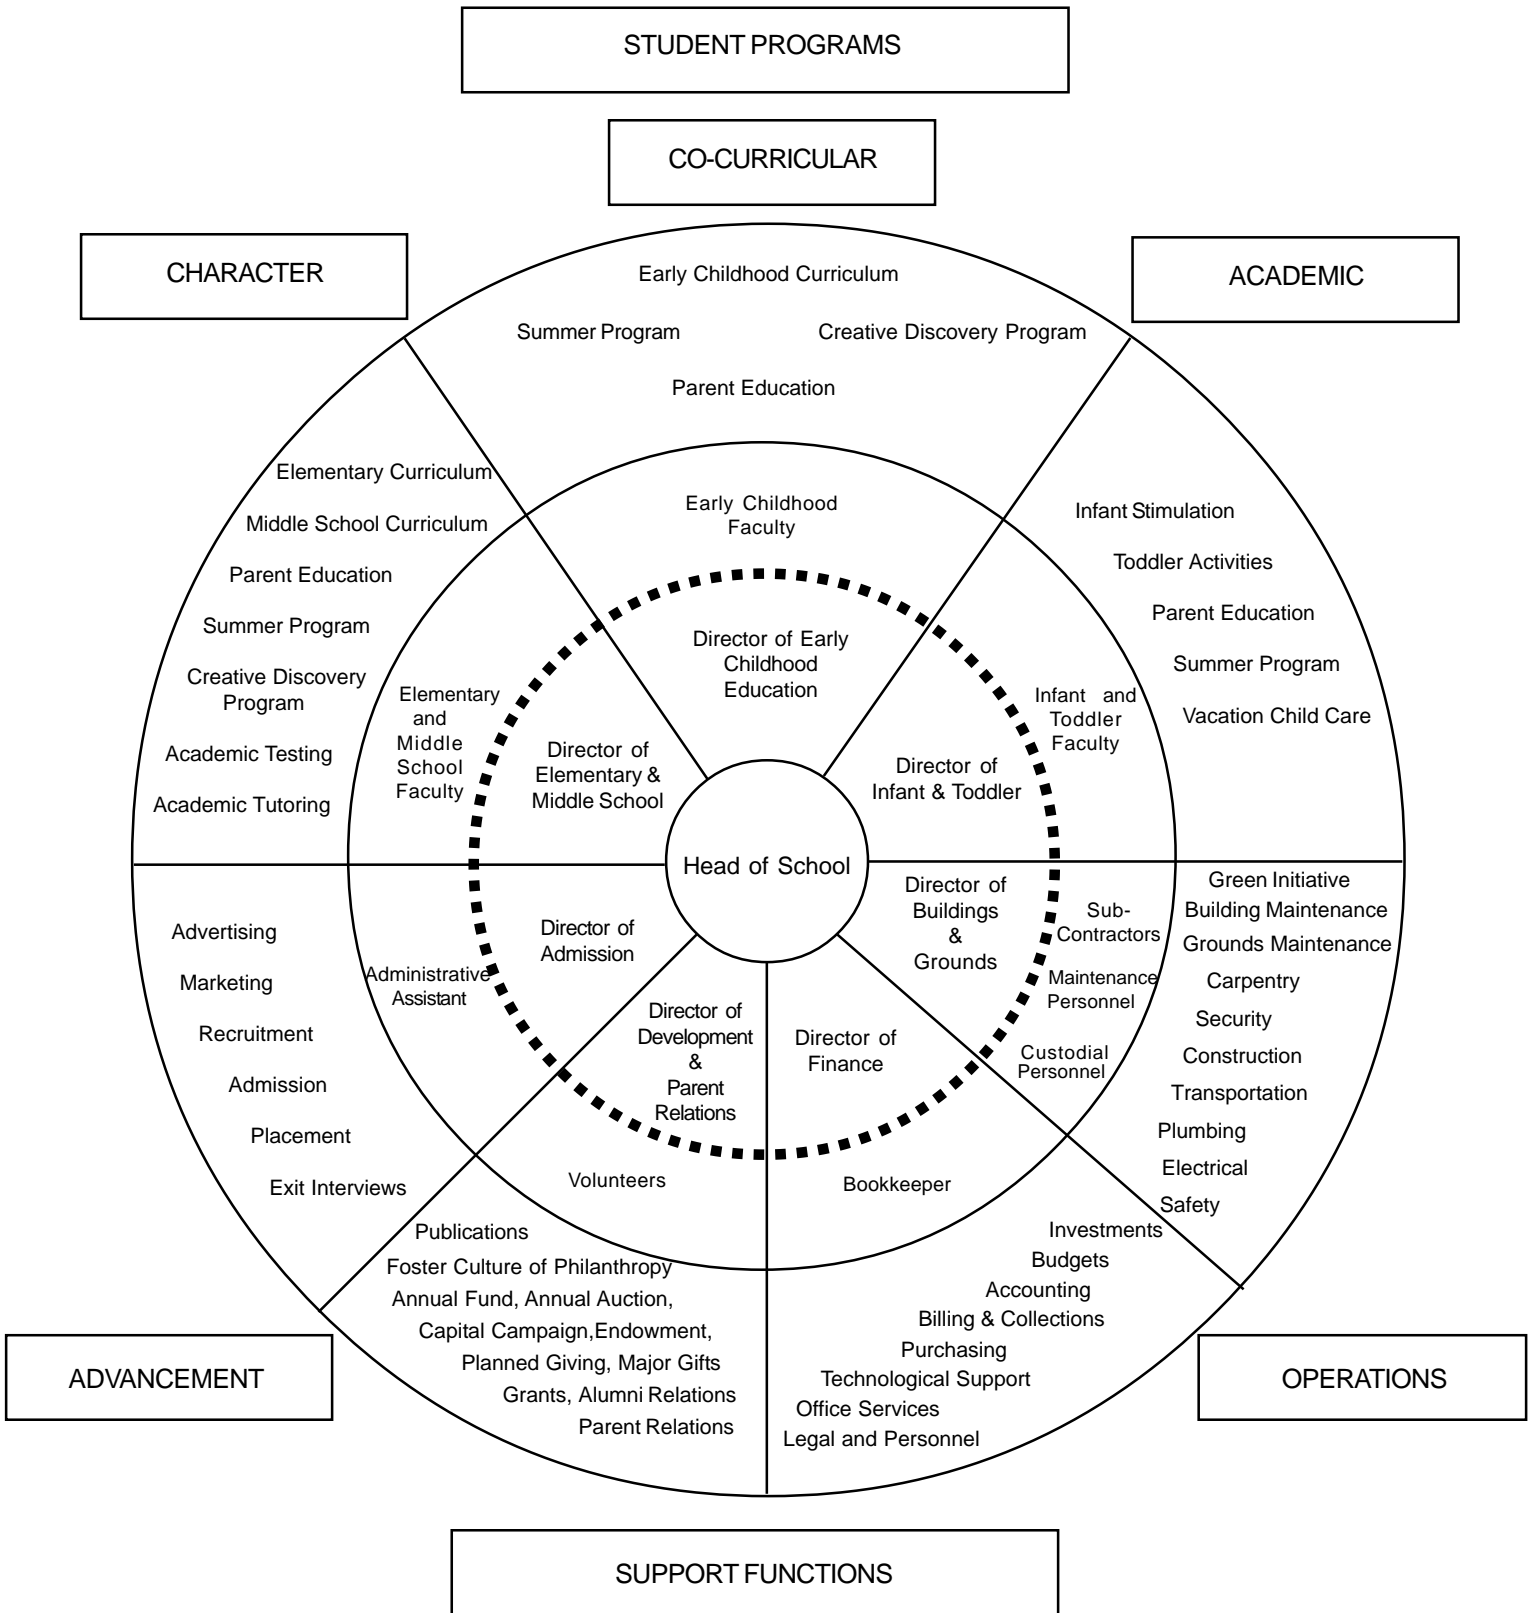 STUDENT PROGRAMS
CO-CURRICULAR
CHARACTER
ACADEMIC
Early Childhood Curriculum
Summer Program
Creative Discovery Program
Parent Education
Elementary Curriculum
Middle School Curriculum
Parent Education
Summer Program
Creative Discovery
Program
Academic Testing
Academic Tutoring
Early Childhood
Faculty
Infant Stimulation
Toddler Activities
Parent Education
Summer Program
Vacation Child Care
Elementary
and
Middle
School
Faculty
Director of Early
Childhood
Education
Infant and
Toddler
Faculty
Director of
Elementary &
Middle School
Director of
Infant & Toddler
Head of School
Director of
Admission
Administrative
Assistant
Advertising
Marketing
Recruitment
Admission
Placement
Exit Interviews
Director of
Buildings
&
Grounds
Sub-
Contractors
Maintenance
Personnel
Custodial
Personnel
Green Initiative
Building Maintenance
Grounds Maintenance
Carpentry
Security
Construction
Transportation
Plumbing
Electrical
Safety
Director of
Development
&
Parent
Relations
Director of
Finance
Volunteers
Bookkeeper
Publications
Foster Culture of Philanthropy
Annual Fund, Annual Auction,
Capital Campaign,Endowment,
Planned Giving, Major Gifts
Grants, Alumni Relations
Parent Relations
Investments
Budgets
Accounting
Billing & Collections
Purchasing
Technological Support
Office Services
Legal and Personnel
ADVANCEMENT
OPERATIONS
SUPPORT FUNCTIONS